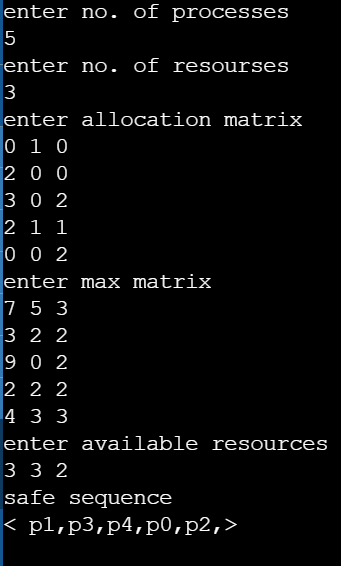 enter no. of processes
5
enter no. of resourses
3
enter allocation matrix
0 1 0
2 0 0
3 0 2
2 1 1
0 0 2
enter max matrix
7 5 3
3 2 2
9 0 2
2 2 2
4 3 3
enter available resources
3 3 2
safe sequence
< p1,p3,p4,p0,p2,>